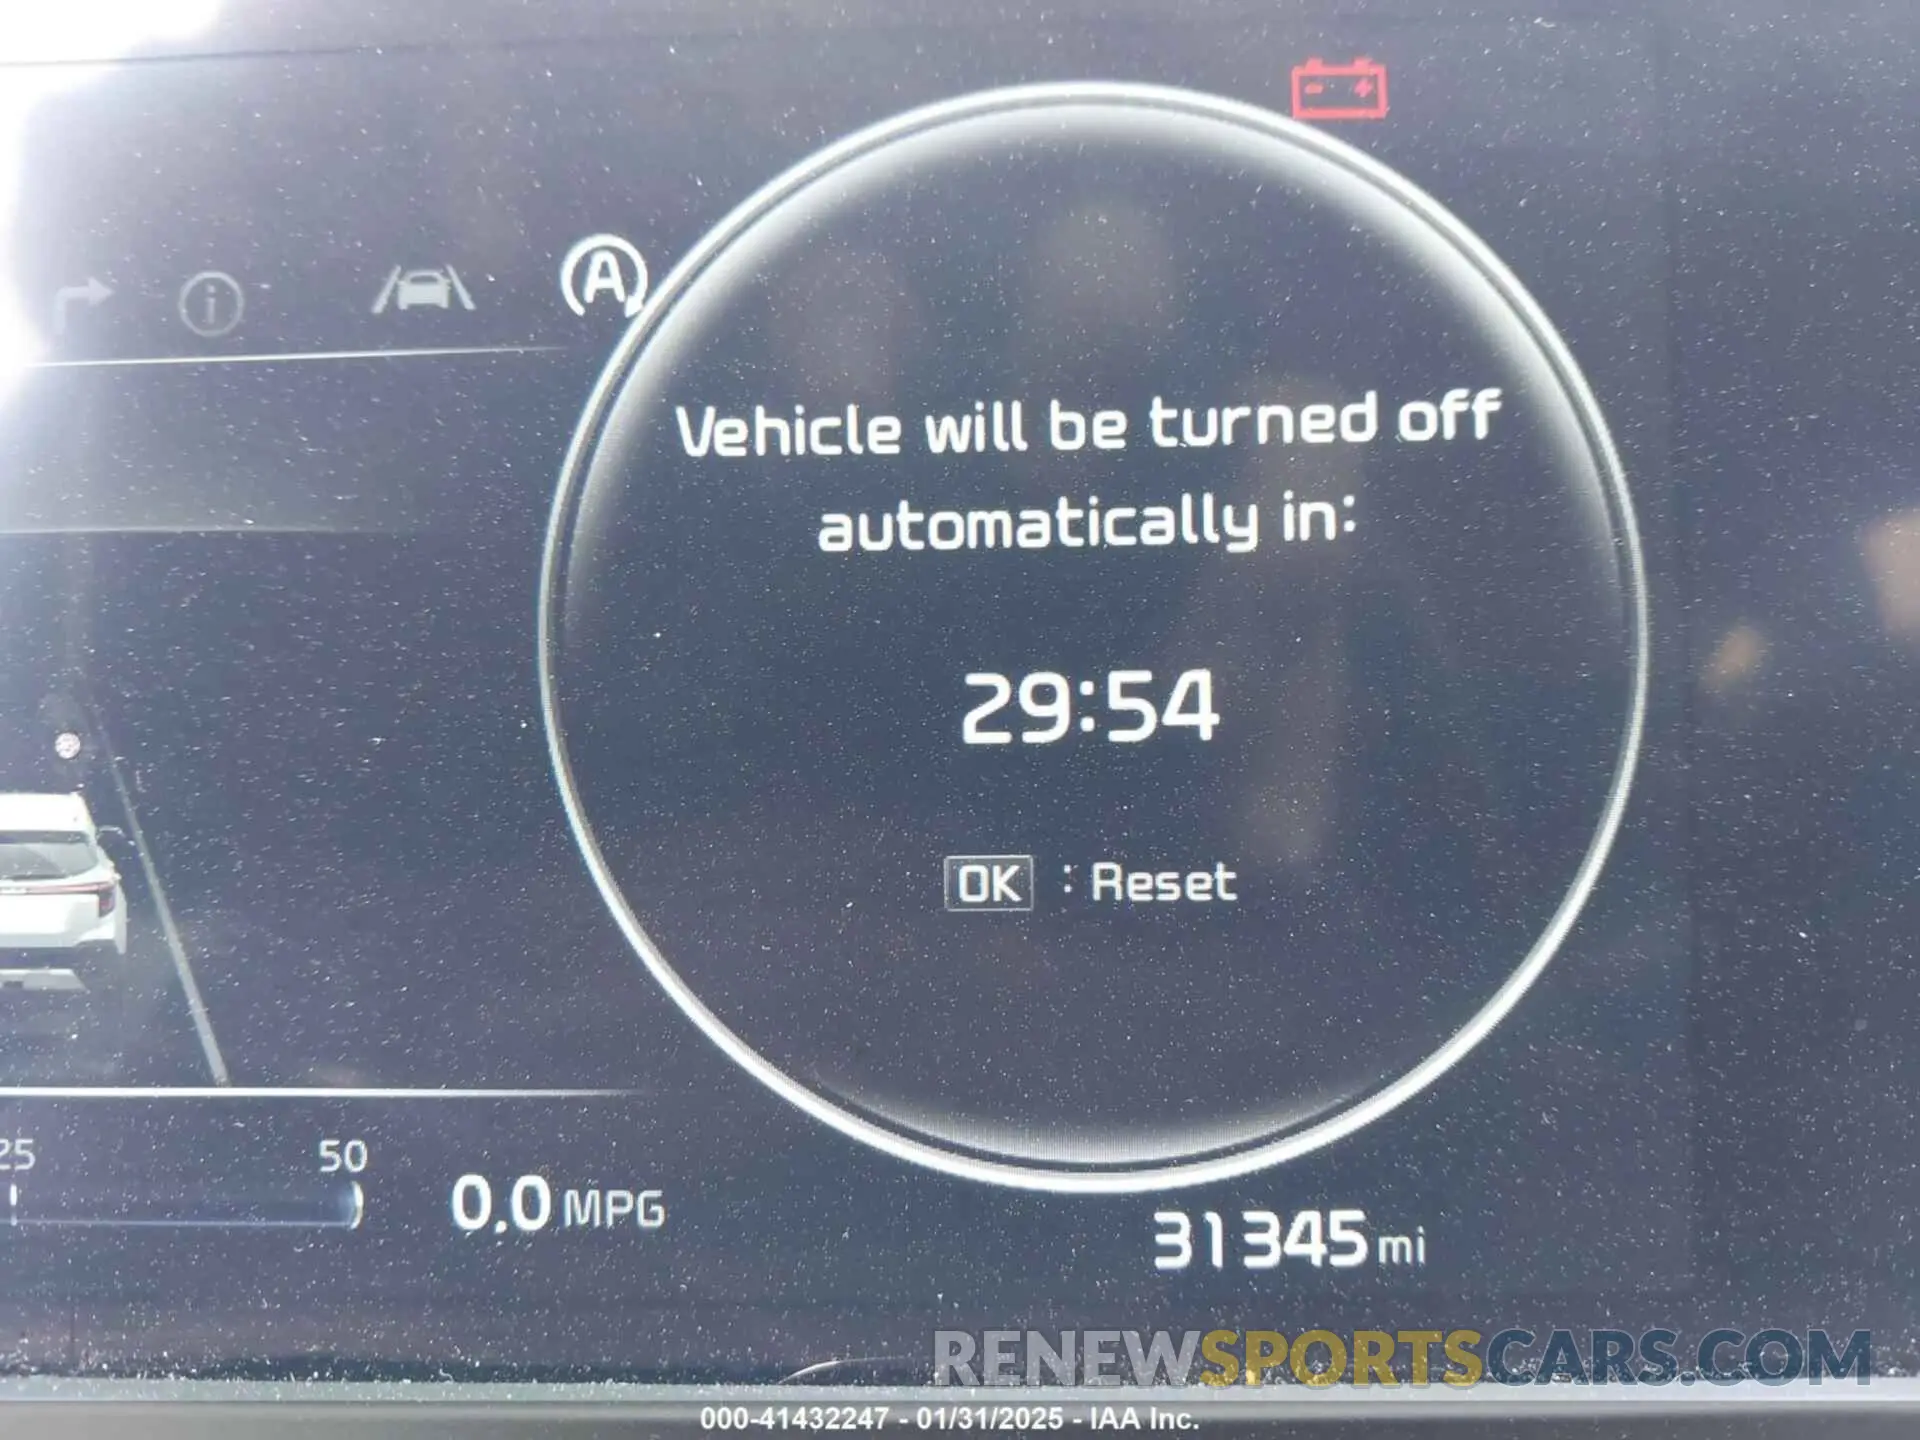 A
Vehicle will be turned off
automatically in:
29:54
OK : Reset
25 50
0.0 MPG
31345 mi
RENEWSPORTSCARS.COM
000-41432247 - 01/31/2025 - IAA Inc.